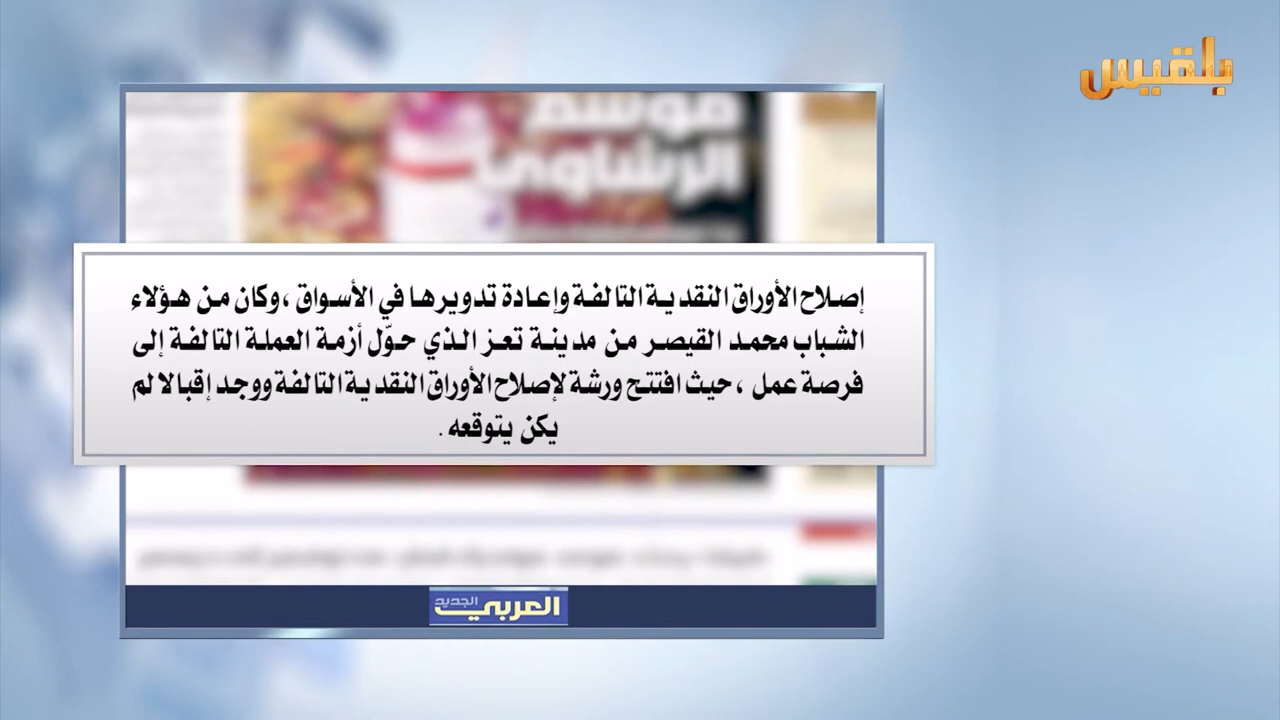 بلقيس
موسم
الرشاوى
إصلاح الأوراق النقدية التالفة وإعادة تدويرها في الأسواق ، وكان من هؤلاء
الشباب محمد القيصر من مدينة تعز الذي حوّل أزمة العملة التالفة إلى
فرصة عمل ، حيث افتتح ورشة لإصلاح الأوراق النقدية التالفة ووجد إقبالا لم
يكن يتوقعه .
العربي الجديد